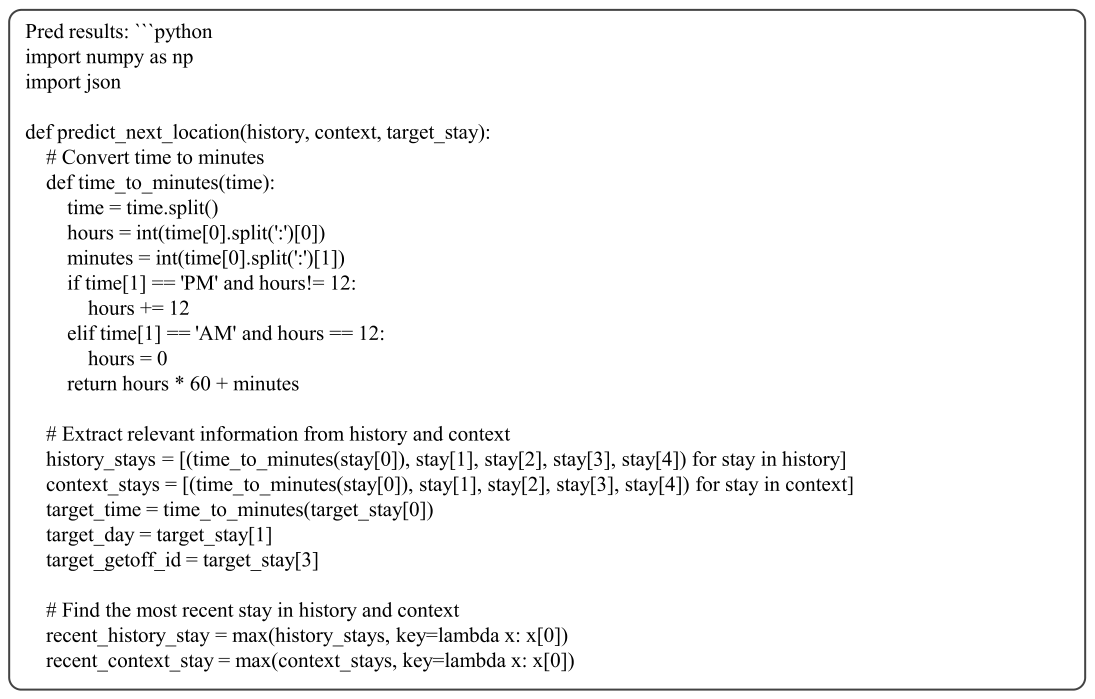 Pred results: ```python
import numpy as np
import json

def predict_next_location(history, context, target_stay):
    # Convert time to minutes
    def time_to_minutes(time):
        time = time.split()
        hours = int(time[0].split(':')[0])
        minutes = int(time[0].split(':')[1])
        if time[1] == 'PM' and hours!= 12:
            hours += 12
        elif time[1] == 'AM' and hours == 12:
            hours = 0
        return hours * 60 + minutes

    # Extract relevant information from history and context
    history_stays = [(time_to_minutes(stay[0]), stay[1], stay[2], stay[3], stay[4]) for stay in history]
    context_stays = [(time_to_minutes(stay[0]), stay[1], stay[2], stay[3], stay[4]) for stay in context]
    target_time = time_to_minutes(target_stay[0])
    target_day = target_stay[1]
    target_getoff_id = target_stay[3]

    # Find the most recent stay in history and context
    recent_history_stay = max(history_stays, key=lambda x: x[0])
    recent_context_stay = max(context_stays, key=lambda x: x[0])